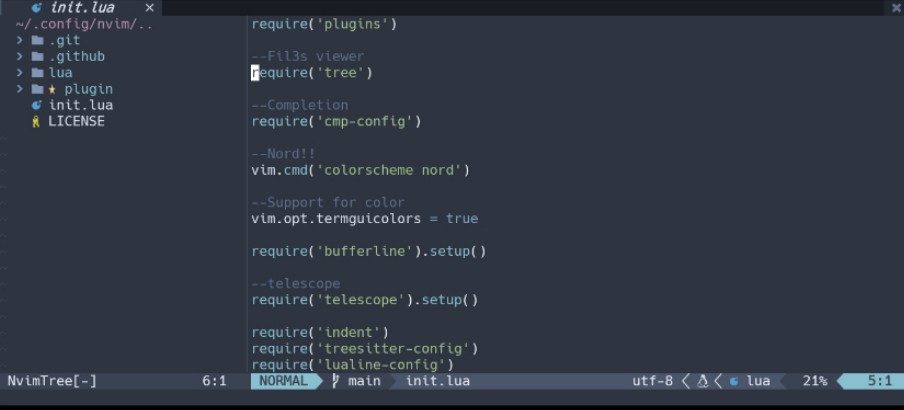 init.lua ×
~/.config/nvim/..
> .git
> .github
> lua
> ★ plugin
init.lua
LICENSE
require('plugins')
--Fil3s viewer
require('tree')
--Completion
require('cmp-config')
--Nord!!
vim.cmd('colorscheme nord')
--Support for color
vim.opt.termguicolors = true
require('bufferline').setup()
--telescope
require('telescope').setup()
require('indent')
require('treesitter-config')
require('lualine-config')
NvimTree[-] 6:1 NORMAL main init.lua utf-8 lua 21% 5:1